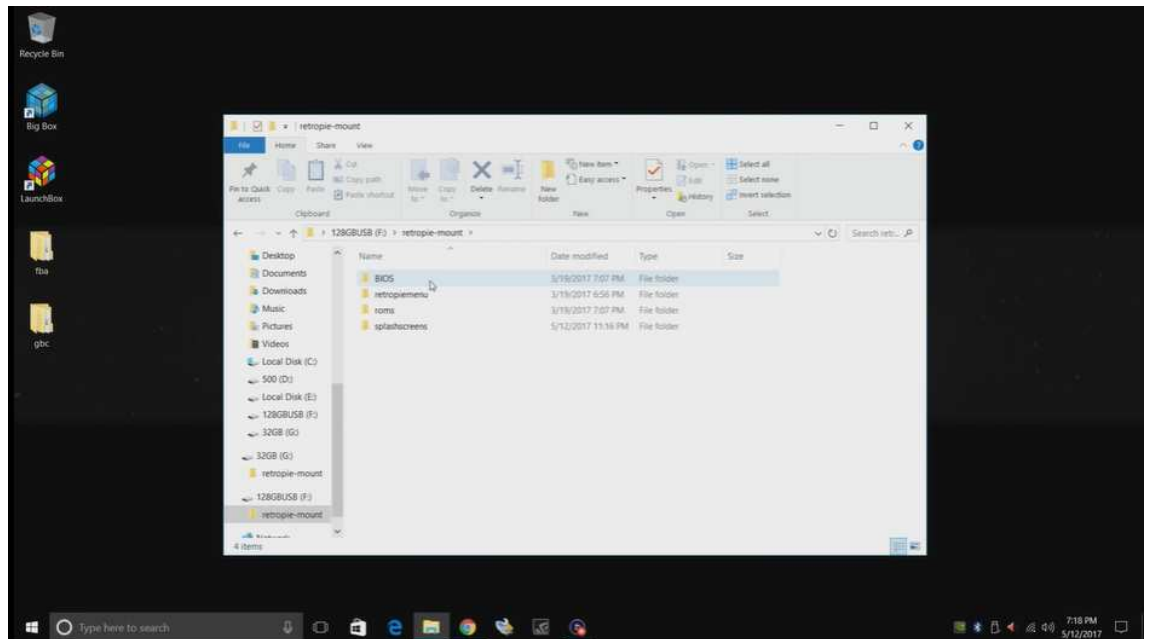 Recycle Bin
Big Box
LaunchBox
fba
gbc
retropie-mount
File Home Share View
Pin to Quick access
Copy
Paste
Cut
Copy path
Paste shortcut
Clipboard
Move to
Copy to
Delete
Rename
Organize
New folder
New item
Easy access
New
Properties
Open
Edit
History
Open
Select all
Select none
Invert selection
Select
128GBUSB (F:) > retropie-mount >
Search retr...
Name Date modified Type Size
BIOS 3/19/2017 7:07 PM File folder
retropiemenu 3/19/2017 6:56 PM File folder
roms 3/19/2017 7:07 PM File folder
splashscreens 5/12/2017 11:16 PM File folder
Desktop
Documents
Downloads
Music
Pictures
Videos
Local Disk (C:)
500 (D:)
Local Disk (E:)
128GBUSB (F:)
32GB (G:)
32GB (G:)
retropie-mount
128GBUSB (F:)
retropie-mount
4 items
Type here to search
7:18 PM
5/12/2017